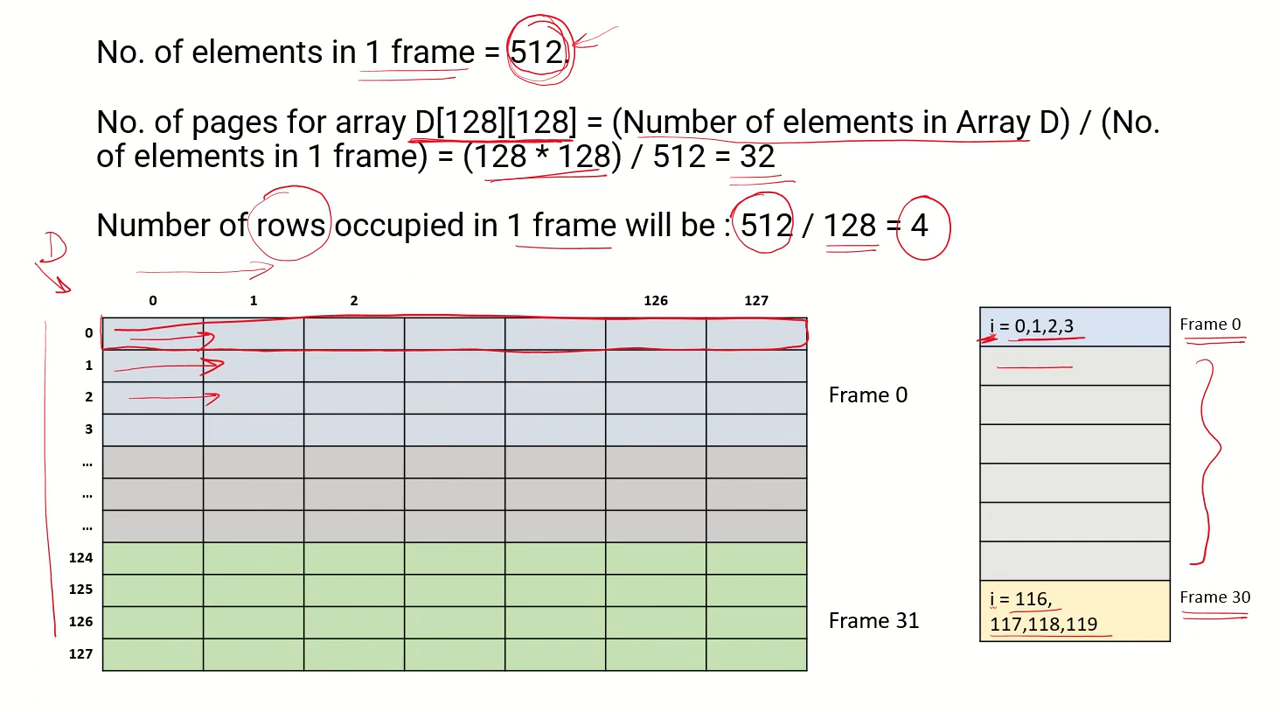 No. of elements in 1 frame = 512.
No. of pages for array D[128][128] = (Number of elements in Array D) / (No.
of elements in 1 frame) = (128 * 128) / 512 = 32
Number of rows occupied in 1 frame will be : 512 / 128 = 4
D
0 1 2 126 127
0
1
2
3
...
...
...
124
125
126
127
Frame 0
Frame 31
i = 0,1,2,3
Frame 0
i = 116,
117,118,119
Frame 30